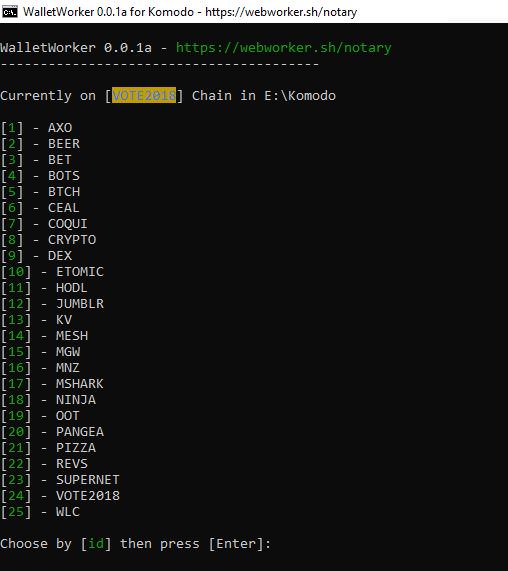 WalletWorker 0.0.1a for Komodo - https://webworker.sh/notary
WalletWorker 0.0.1a - https://webworker.sh/notary
----------------------------------------
Currently on [VOTE2018] Chain in E:\Komodo
[1] - AXO
[2] - BEER
[3] - BET
[4] - BOTS
[5] - BTCH
[6] - CEAL
[7] - COQUI
[8] - CRYPTO
[9] - DEX
[10] - ETOMIC
[11] - HODL
[12] - JUMBLR
[13] - KV
[14] - MESH
[15] - MGW
[16] - MNZ
[17] - MSHARK
[18] - NINJA
[19] - OOT
[20] - PANGEA
[21] - PIZZA
[22] - REVS
[23] - SUPERNET
[24] - VOTE2018
[25] - WLC
Choose by [id] then press [Enter]: